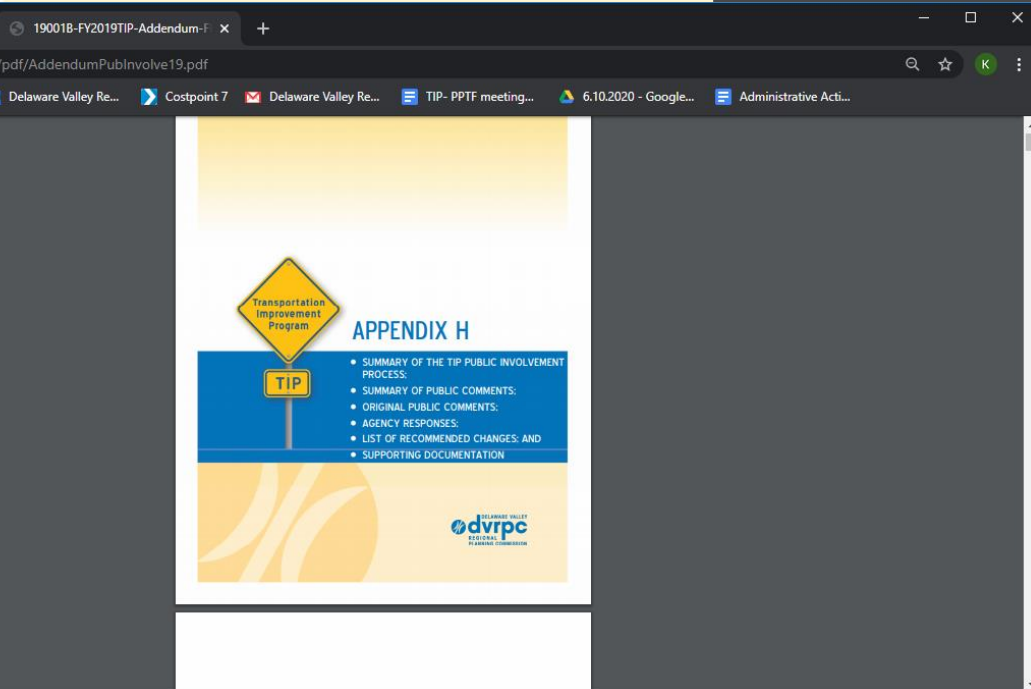 19001B-FY2019TIP-Addendum-F
/pdf/AddendumPubInvolve19.pdf
K
Delaware Valley Re...
Costpoint 7
Delaware Valley Re...
TIP- PPTF meeting...
6.10.2020 - Google...
Administrative Acti...
Transportation
Improvement
Program
TIP
APPENDIX H
• SUMMARY OF THE TIP PUBLIC INVOLVEMENT
PROCESS;
• SUMMARY OF PUBLIC COMMENTS;
• ORIGINAL PUBLIC COMMENTS;
• AGENCY RESPONSES;
• LIST OF RECOMMENDED CHANGES; AND
• SUPPORTING DOCUMENTATION
DELAWARE VALLEY
dvrpc
REGIONAL
PLANNING COMMISSION